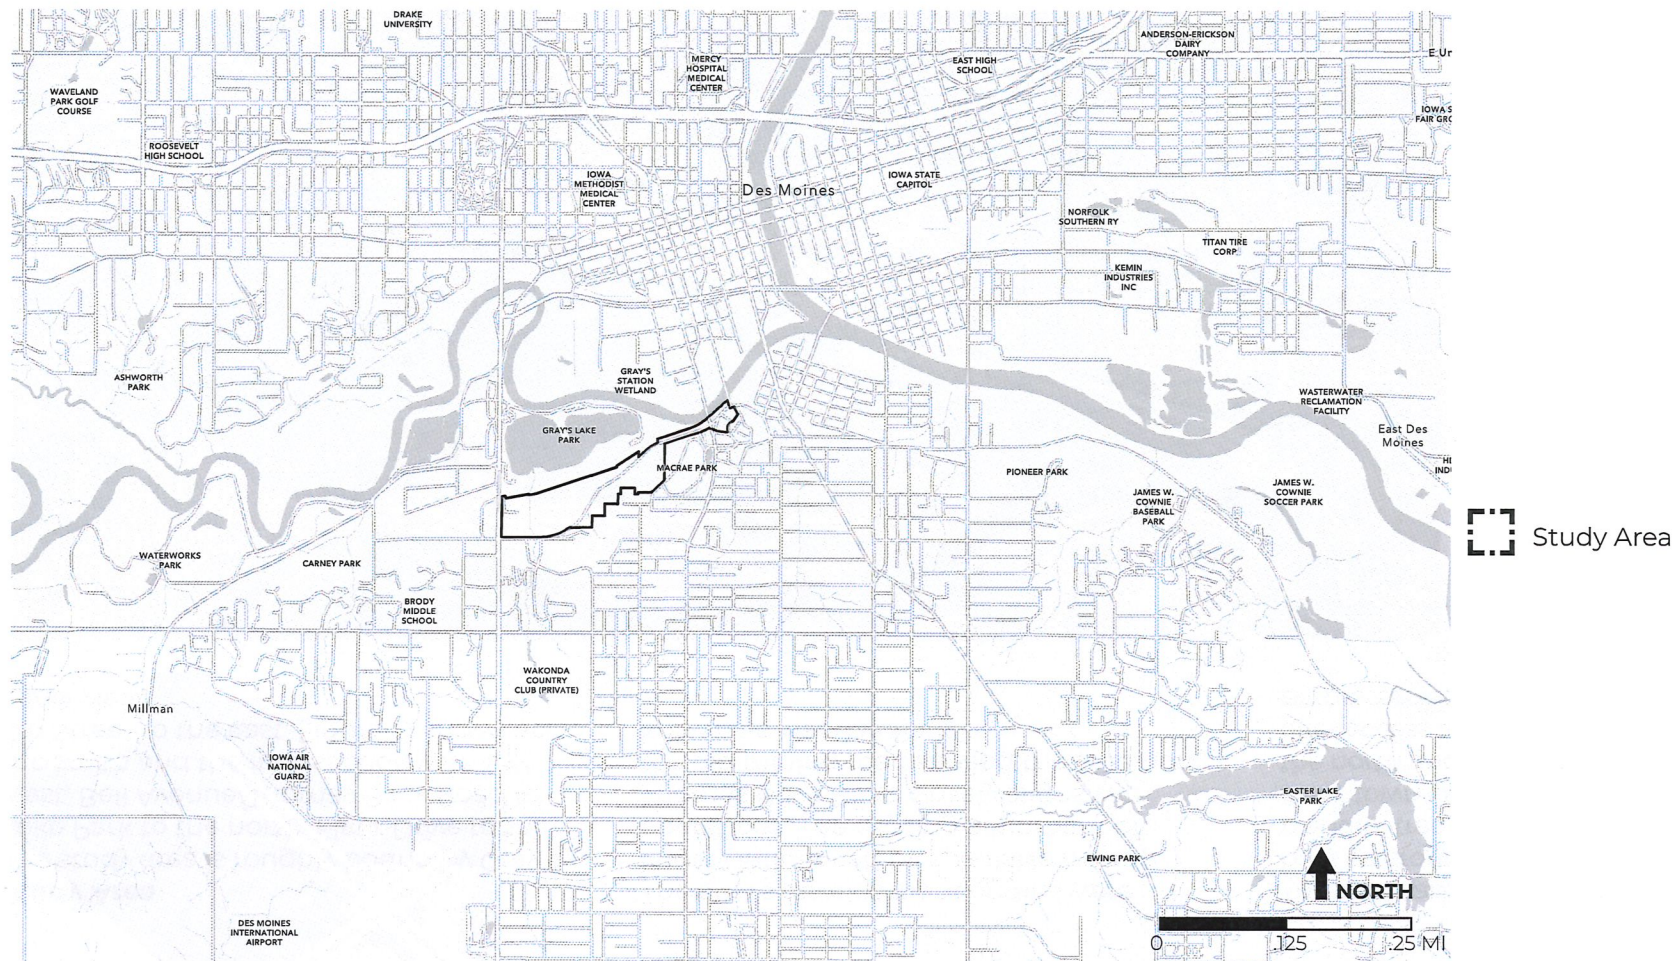 DRAKE
UNIVERSITY
ANDERSON-ERICKSON
DAIRY
COMPANY
E Ur
MERCY
HOSPITAL
MEDICAL
CENTER
EAST HIGH
SCHOOL
WAVELAND
PARK GOLF
COURSE
IOWA S
FAIR GRO
ROOSEVELT
HIGH SCHOOL
IOWA
METHODIST
MEDICAL
CENTER
Des Moines
IOWA STATE
CAPITOL
NORFOLK
SOUTHERN RY
TITAN TIRE
CORP
KEMIN
INDUSTRIES
INC
ASHWORTH
PARK
GRAY'S
STATION
WETLAND
WASTERWATER
RECLAMATION
FACILITY
GRAY'S LAKE
PARK
East Des
Moines
MACRAE PARK
PIONEER PARK
HI
INDU
JAMES W.
COWNIE
BASEBALL
PARK
JAMES W.
COWNIE
SOCCER PARK
Study Area
WATERWORKS
PARK
CARNEY PARK
BRODY
MIDDLE
SCHOOL
WAKONDA
COUNTRY
CLUB (PRIVATE)
Millman
IOWA AIR
NATIONAL
GUARD
EASTER LAKE
PARK
EWING PARK
NORTH
DES MOINES
INTERNATIONAL
AIRPORT
0 .125 .25 MI